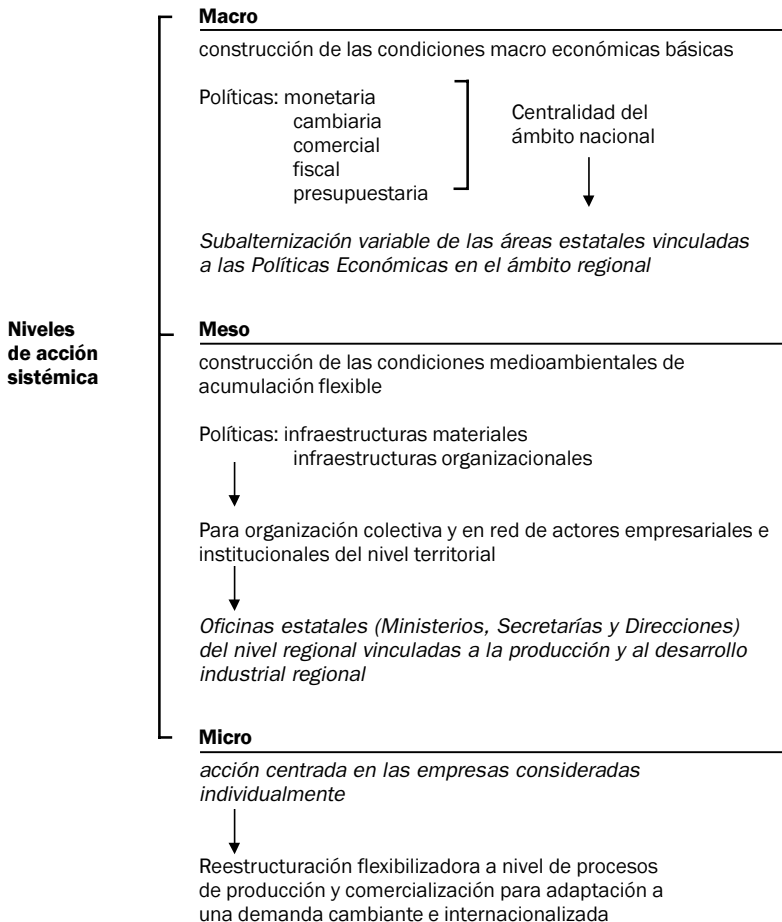 Macro
construcción de las condiciones macro económicas básicas
Políticas: monetaria
cambiaria
comercial
fiscal
presupuestaria
Centralidad del
ámbito nacional
Subalternización variable de las áreas estatales vinculadas
a las Políticas Económicas en el ámbito regional
Niveles
de acción
sistémica
Meso
construcción de las condiciones medioambientales de
acumulación flexible
Políticas: infraestructuras materiales
infraestructuras organizacionales
Para organización colectiva y en red de actores empresariales e
institucionales del nivel territorial
Oficinas estatales (Ministerios, Secretarías y Direcciones)
del nivel regional vinculadas a la producción y al desarrollo
industrial regional
Micro
acción centrada en las empresas consideradas
individualmente
Reestructuración flexibilizadora a nivel de procesos
de producción y comercialización para adaptación a
una demanda cambiante e internacionalizada